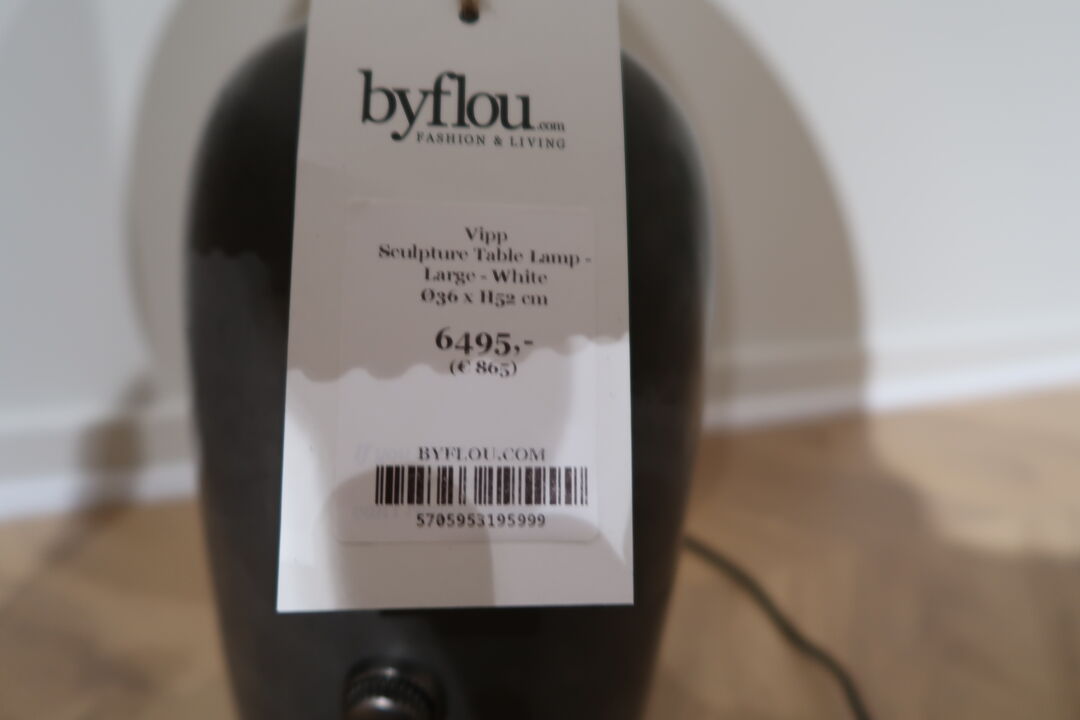 byflou.com
FASHION & LIVING
Vipp
Sculpture Table Lamp -
Large - White
Ø36 x H52 cm
6495,-
(€ 865)
BYFLOU.COM
5705953195999